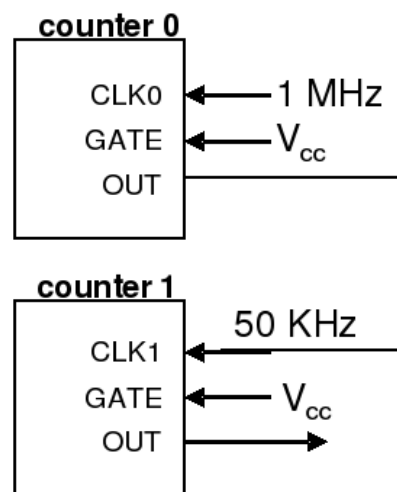 counter 0
CLK0 1 MHz
GATE Vcc
OUT
counter 1
50 KHz
CLK1
GATE Vcc
OUT